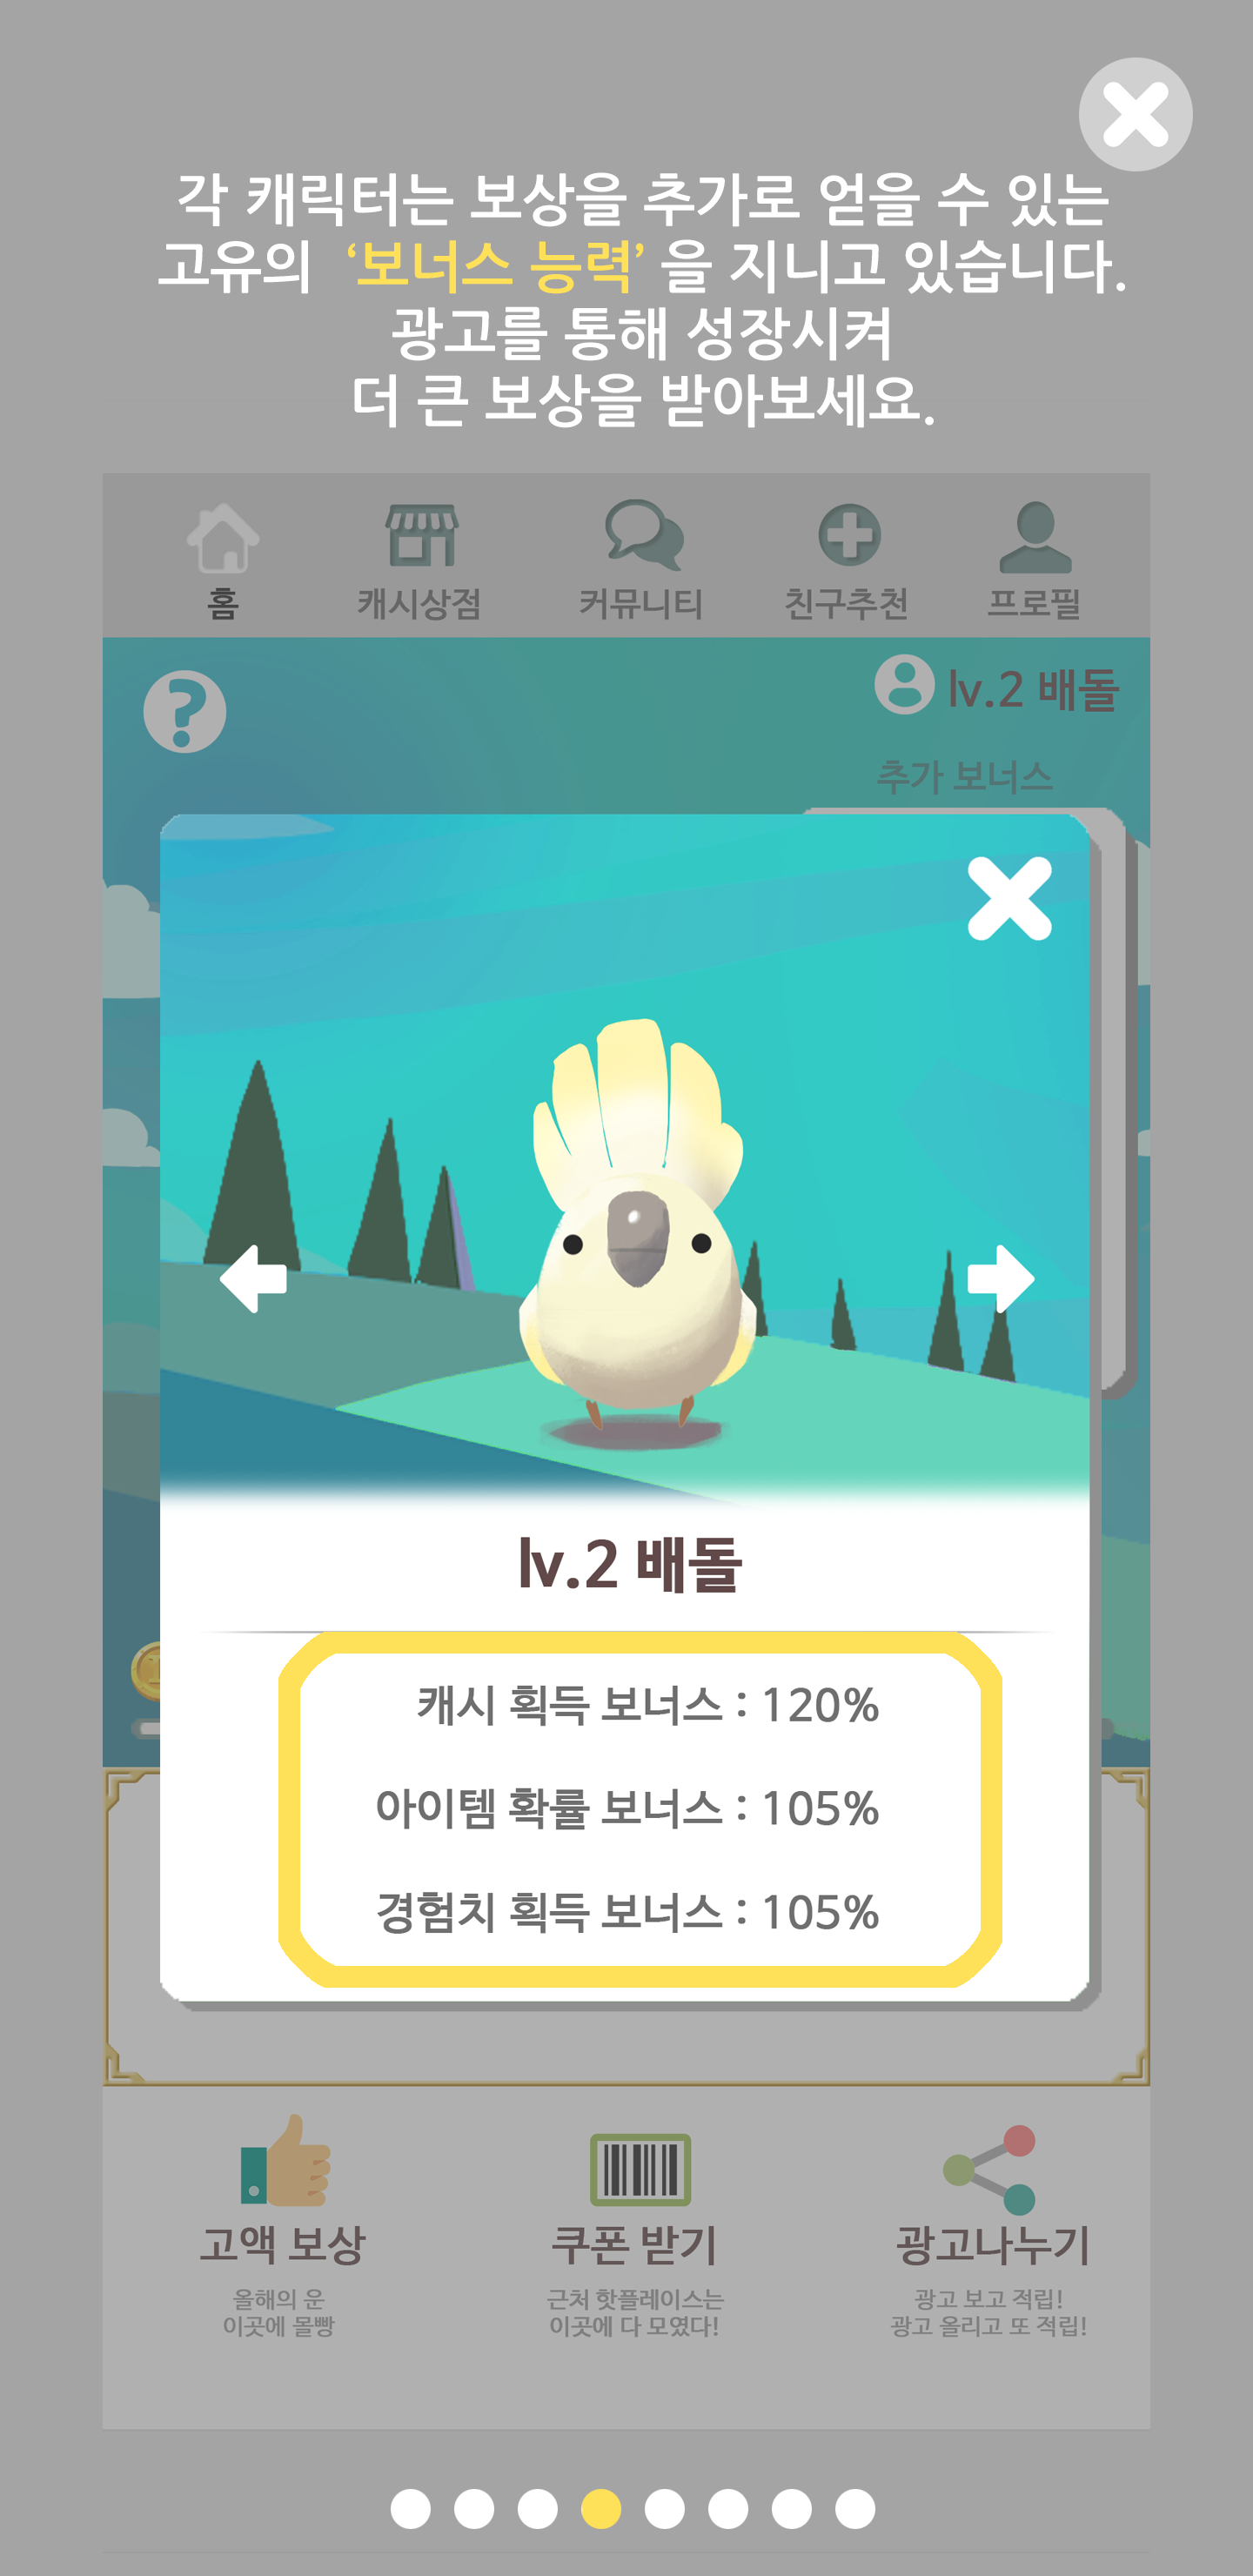 각 캐릭터는 보상을 추가로 얻을 수 있는
고유의 ‘보너스 능력’ 을 지니고 있습니다.
광고를 통해 성장시켜
더 큰 보상을 받아보세요.
홈 캐시상점 커뮤니티 친구추천 프로필
? lv.2 배돌
추가 보너스
lv.2 배돌
캐시 획득 보너스 : 120%
아이템 확률 보너스 : 105%
경험치 획득 보너스 : 105%
고액 보상 쿠폰 받기 광고나누기
올해의 운 근처 핫플레이스는 광고 보고 적립!
이곳에 몰빵 이곳에 다 모였다! 광고 올리고 또 적립!